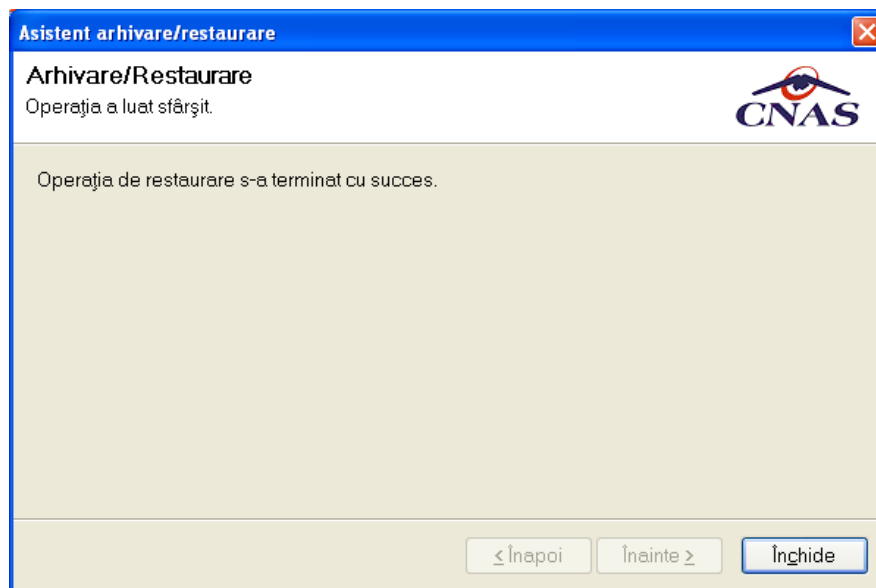 Asistent arhivare/restaurare
Arhivare/Restaurare
Operaţia a luat sfârşit.
CNAS
Operaţia de restaurare s-a terminat cu succes.
< Înapoi
Înainte >
Închide